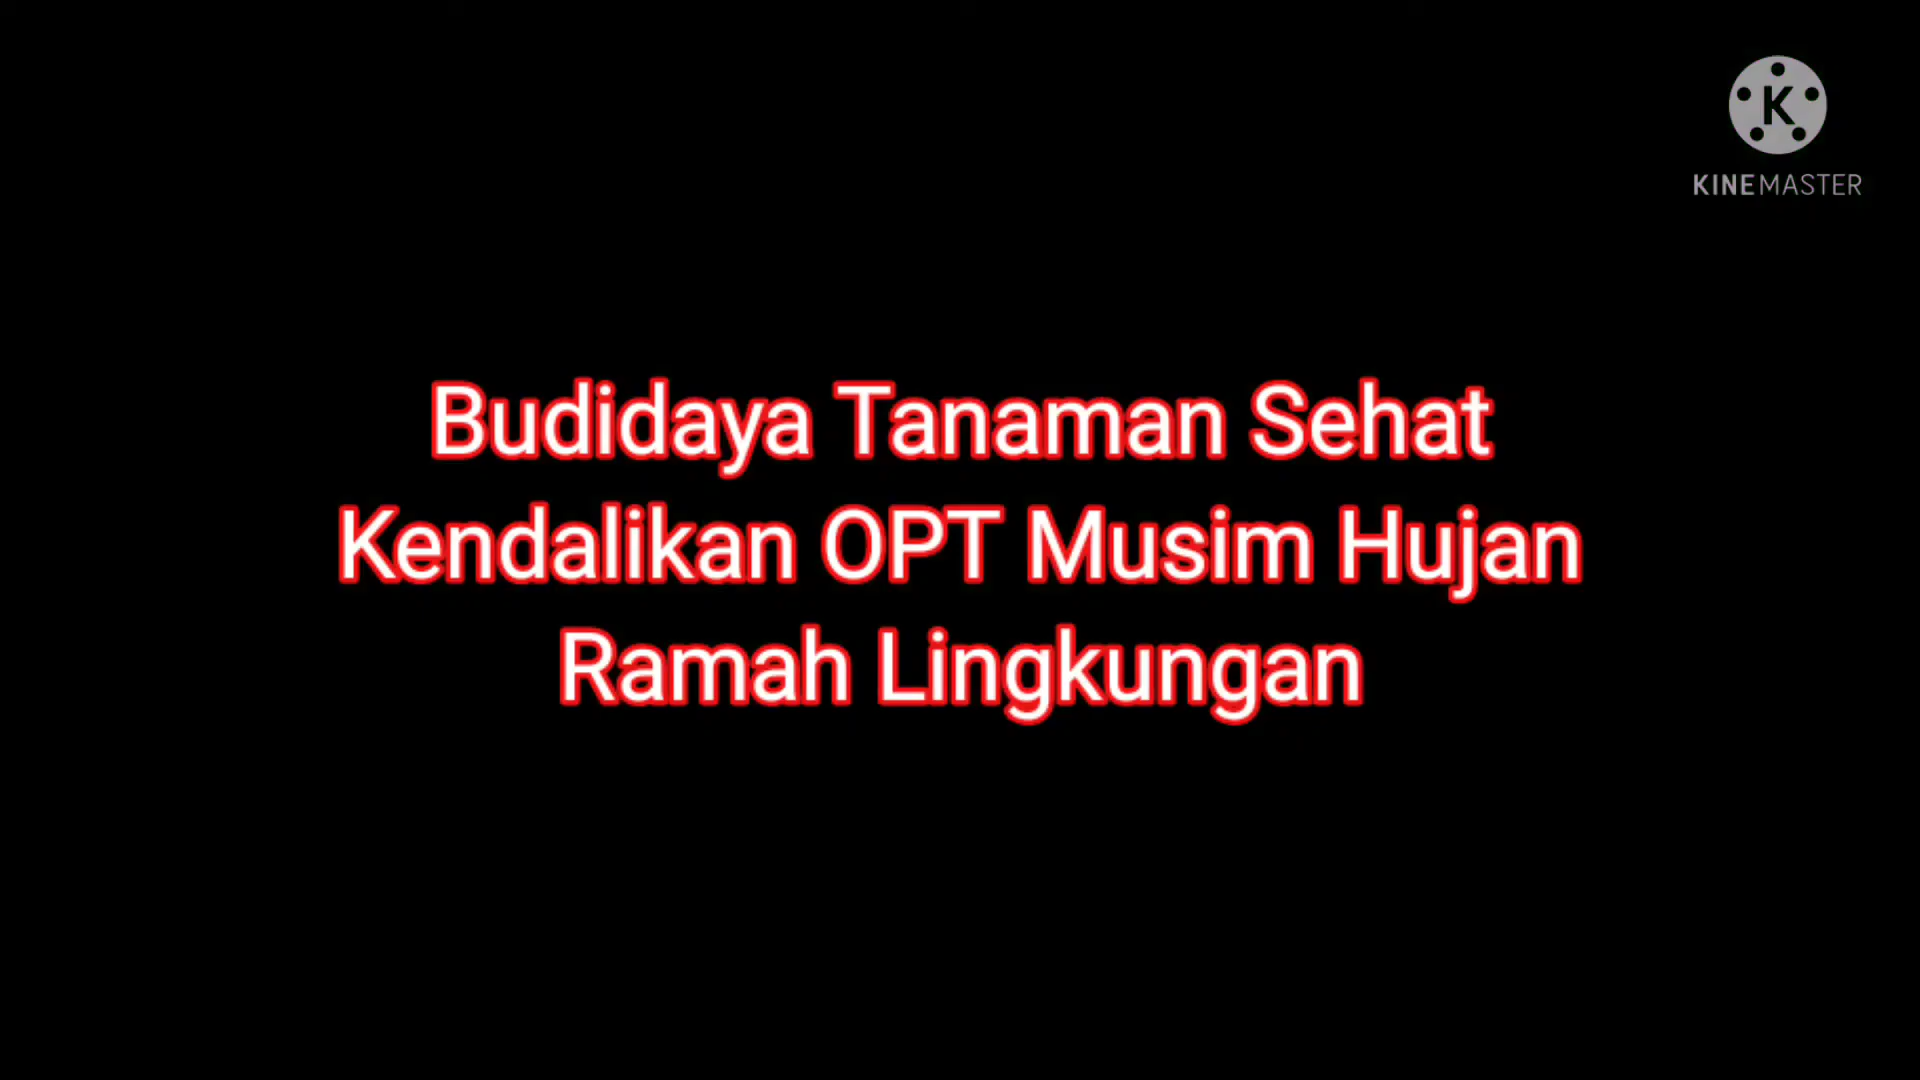 K
KINEMASTER
Budidaya Tanaman Sehat
Kendalikan OPT Musim Hujan
Ramah Lingkungan